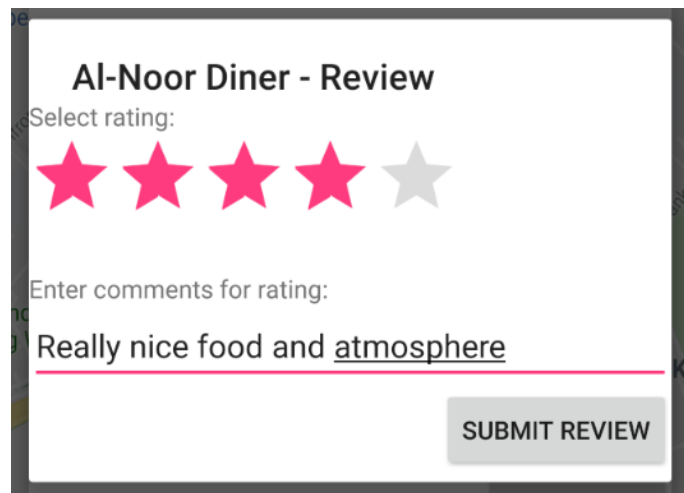 Al-Noor Diner - Review
Select rating:
Enter comments for rating:
Really nice food and atmosphere
SUBMIT REVIEW